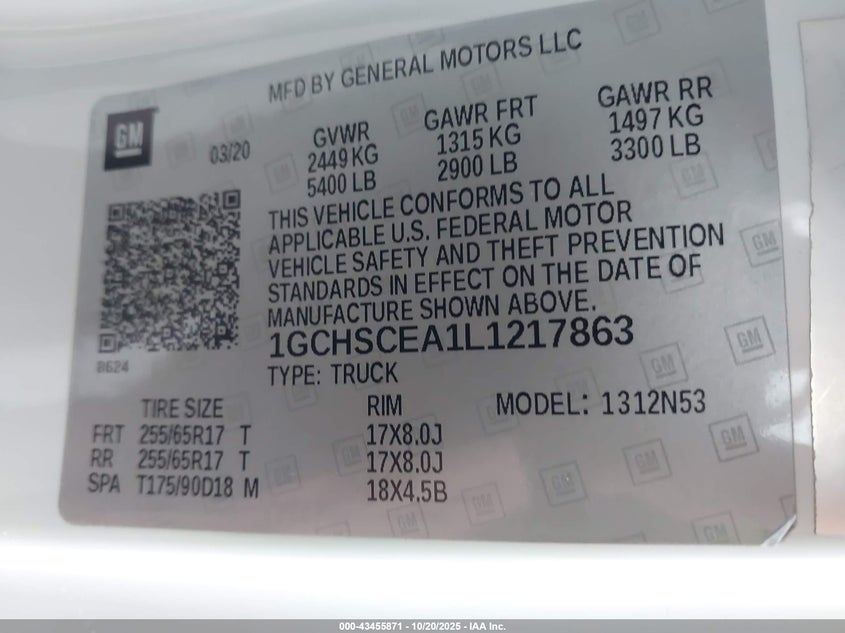 MFD BY GENERAL MOTORS LLC
GM
03/20
GVWR GAWR FRT GAWR RR
2449 KG 1315 KG 1497 KG
5400 LB 2900 LB 3300 LB
THIS VEHICLE CONFORMS TO ALL
APPLICABLE U.S. FEDERAL MOTOR
VEHICLE SAFETY AND THEFT PREVENTION
STANDARDS IN EFFECT ON THE DATE OF
MANUFACTURE SHOWN ABOVE.
1GCHSCEA1L1217863
B624
TYPE: TRUCK
TIRE SIZE RIM MODEL: 1312N53
FRT 255/65R17 T 17X8.0J
RR 255/65R17 T 17X8.0J
SPA T175/90D18 M 18X4.5B
000-43455871 - 10/20/2025 - IAA Inc.